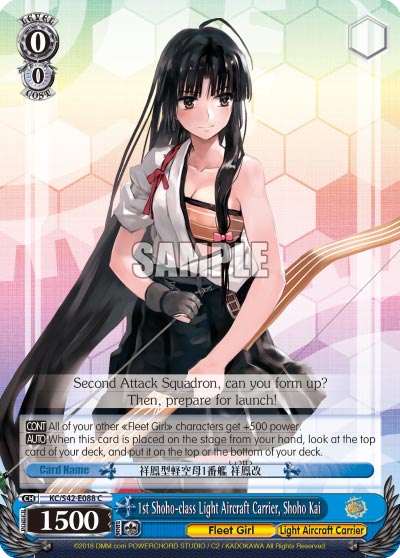 LEVEL
0
0
COST
SAMPLE
Second Attack Squadron, can you form up?
Then, prepare for launch!
CONT All of your other «Fleet Girl» characters get +500 power.
AUTO When this card is placed on the stage from your hand, look at the top
card of your deck, and put it on the top or the bottom of your deck.
Card Name 祥鳳型軽空母1番艦 祥鳳改
CH KC/S42-E088 C
1st Shoho-class Light Aircraft Carrier, Shoho Kai
1500
Fleet Girl Light Aircraft Carrier
©2018 DMM.com POWERCHORD STUDIO / C2 / KADOKAWA All Rights Reserved.